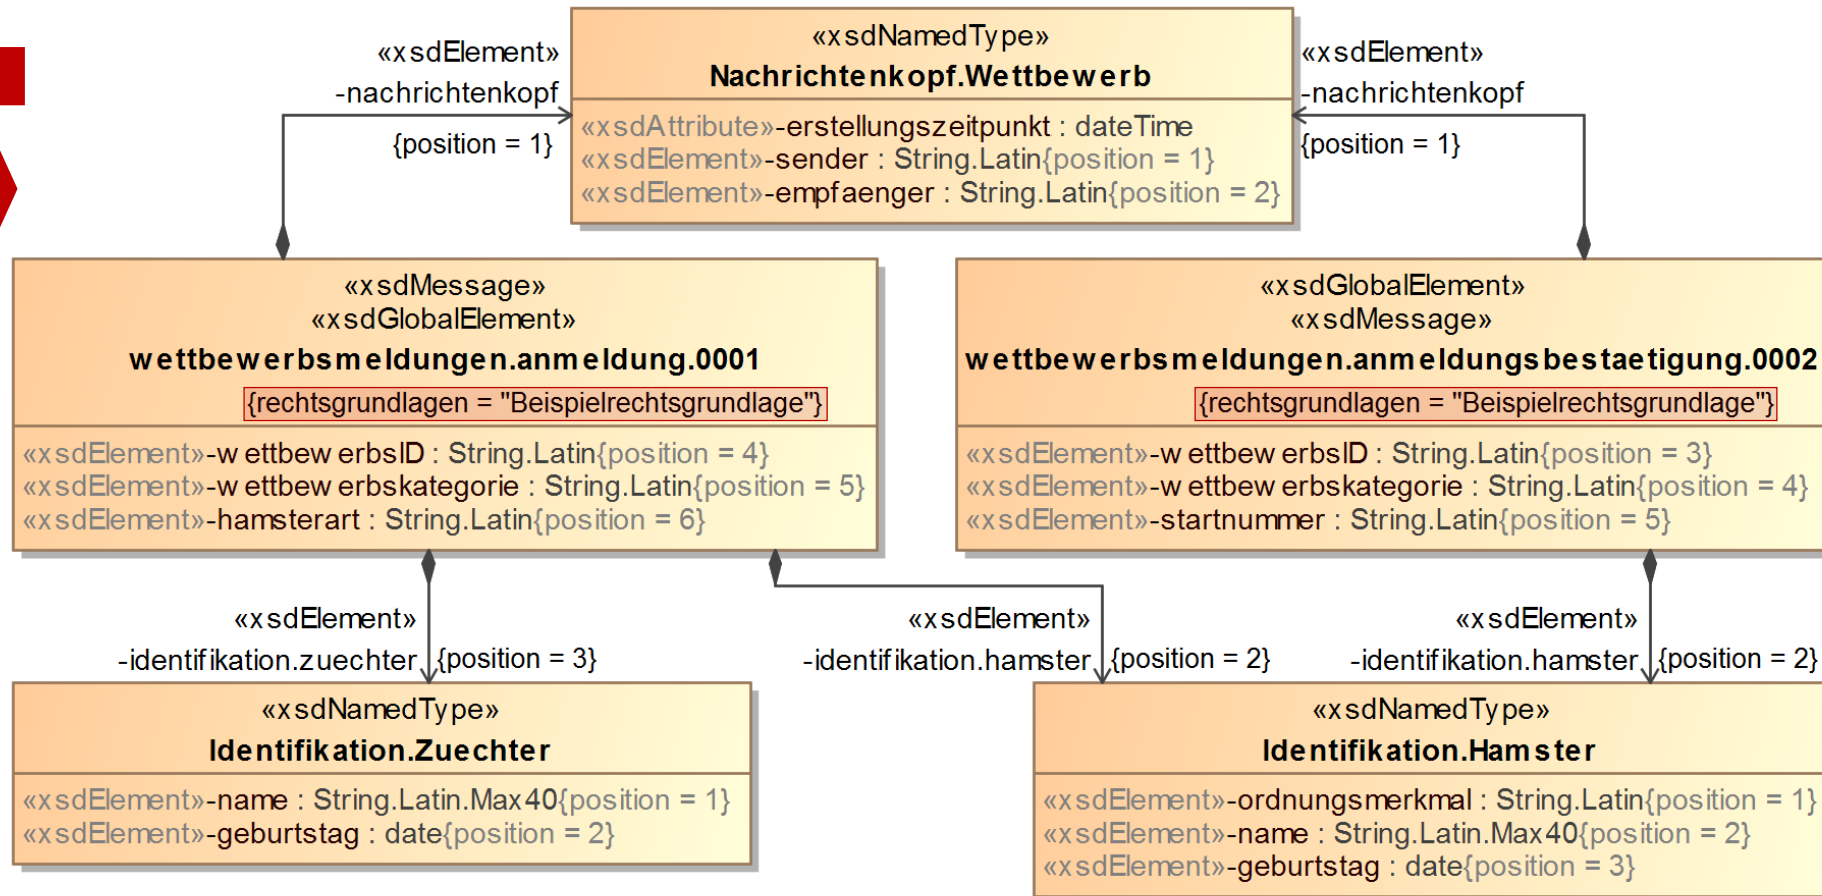 «xsdElement»
-nachrichtenkopf
{position = 1}
«xsdNamedType»
Nachrichtenkopf.Wettbewerb
«xsdAttribute»-erstellungszeitpunkt : dateTime
«xsdElement»-sender : String.Latin{position = 1}
«xsdElement»-empfaenger : String.Latin{position = 2}
«xsdElement»
-nachrichtenkopf
{position = 1}
«xsdMessage»
«xsdGlobalElement»
wettbewerbsmeldungen.anmeldung.0001
{rechtsgrundlagen = "Beispielrechtsgrundlage"}
«xsdElement»-wettbewerbsID : String.Latin{position = 4}
«xsdElement»-wettbewerbskategorie : String.Latin{position = 5}
«xsdElement»-hamsterart : String.Latin{position = 6}
«xsdGlobalElement»
«xsdMessage»
wettbewerbsmeldungen.anmeldungsbestaetigung.0002
{rechtsgrundlagen = "Beispielrechtsgrundlage"}
«xsdElement»-wettbewerbsID : String.Latin{position = 3}
«xsdElement»-wettbewerbskategorie : String.Latin{position = 4}
«xsdElement»-startnummer : String.Latin{position = 5}
«xsdElement»
-identifikation.zuechter
{position = 3}
«xsdElement»
-identifikation.hamster
{position = 2}
«xsdElement»
-identifikation.hamster
{position = 2}
«xsdNamedType»
Identifikation.Zuechter
«xsdElement»-name : String.Latin.Max40{position = 1}
«xsdElement»-geburtstag : date{position = 2}
«xsdNamedType»
Identifikation.Hamster
«xsdElement»-ordnungsmerkmal : String.Latin{position = 1}
«xsdElement»-name : String.Latin.Max40{position = 2}
«xsdElement»-geburtstag : date{position = 3}